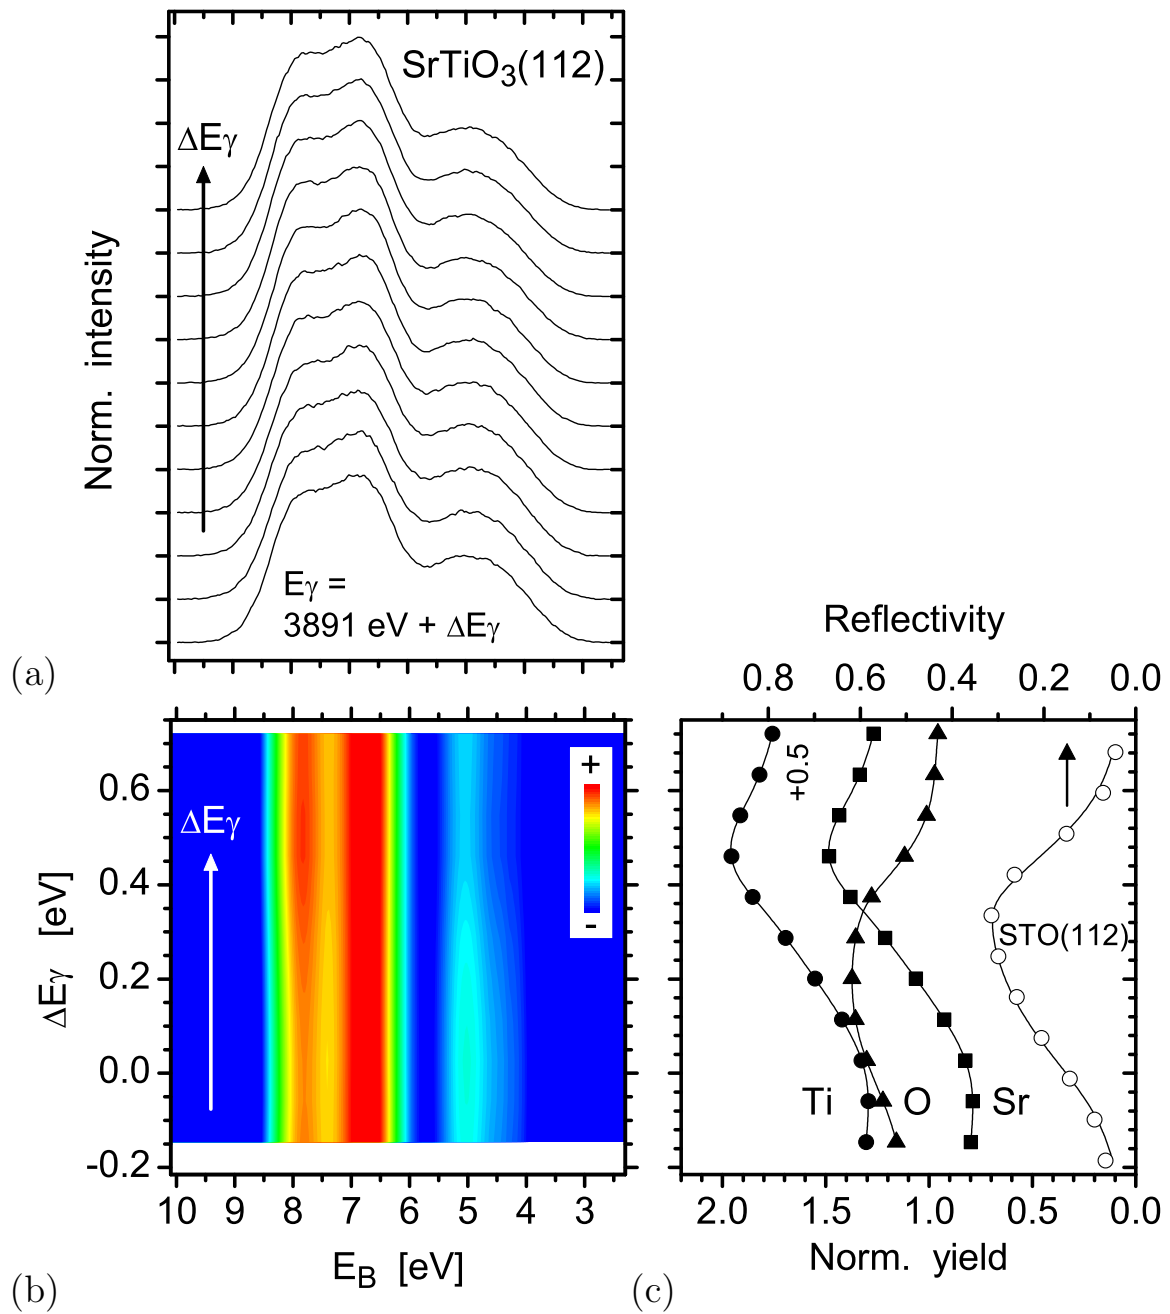 SrTiO3(112)
ΔEγ
Norm. intensity
Eγ =
3891 eV + ΔEγ
(a)
Reflectivity
0.8 0.6 0.4 0.2 0.0
+
-
ΔEγ
ΔEγ [eV]
0.6
0.4
0.2
0.0
-0.2
10 9 8 7 6 5 4 3
EB [eV]
(b)
+0.5
STO(112)
Ti O Sr
2.0 1.5 1.0 0.5 0.0
Norm. yield
(c)